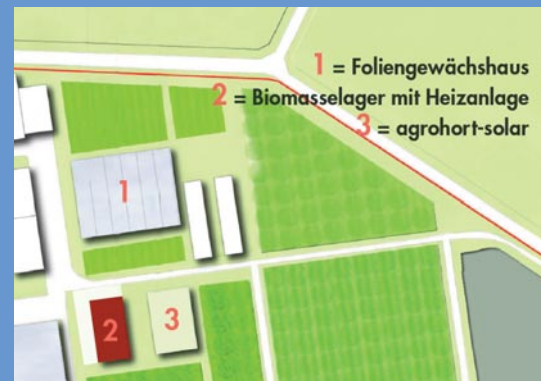 1 = Foliengewächshaus
2 = Biomasselager mit Heizanlage
3 = agrohort-solar
1
2
3